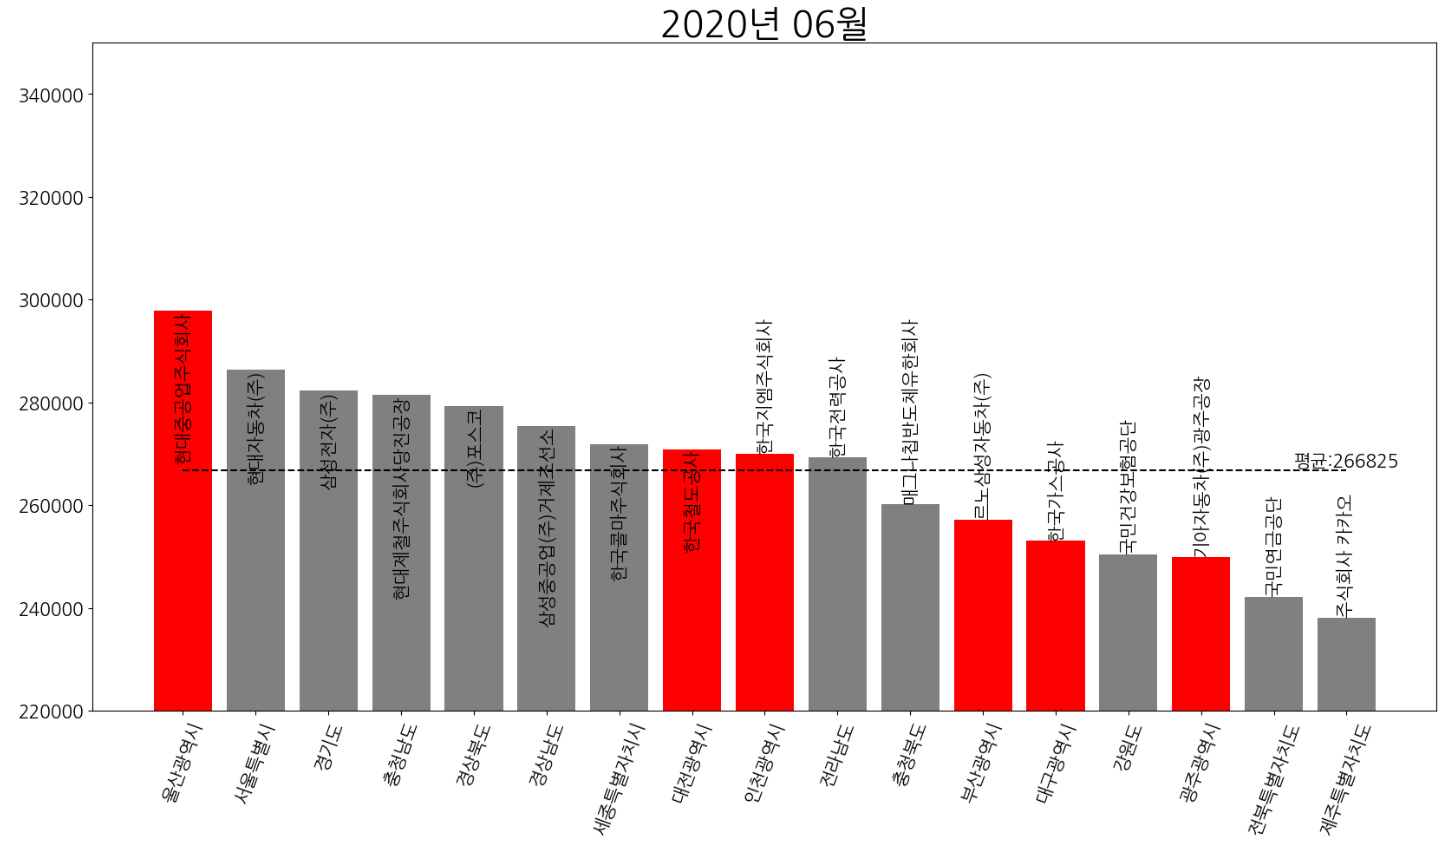 2020년 06월
340000
320000
300000
280000
260000
240000
220000
현대중공업주식회사
현대자동차(주)
삼성전자(주)
현대제철주식회사당진공장
(주)포스코
삼성중공업(주)거제조선소
한국콜마주식회사
한국철도공사
한국지엠주식회사
한국전력공사
매그나칩반도체유한회사
르노삼성자동차(주)
한국가스공사
국민건강보험공단
기아자동차(주)광주공장
국민연금공단
주식회사 카카오
평균:266825
울산광역시
서울특별시
경기도
충청남도
경상북도
경상남도
세종특별자치시
대전광역시
인천광역시
전라남도
충청북도
부산광역시
대구광역시
강원도
광주광역시
전북특별자치도
제주특별자치도